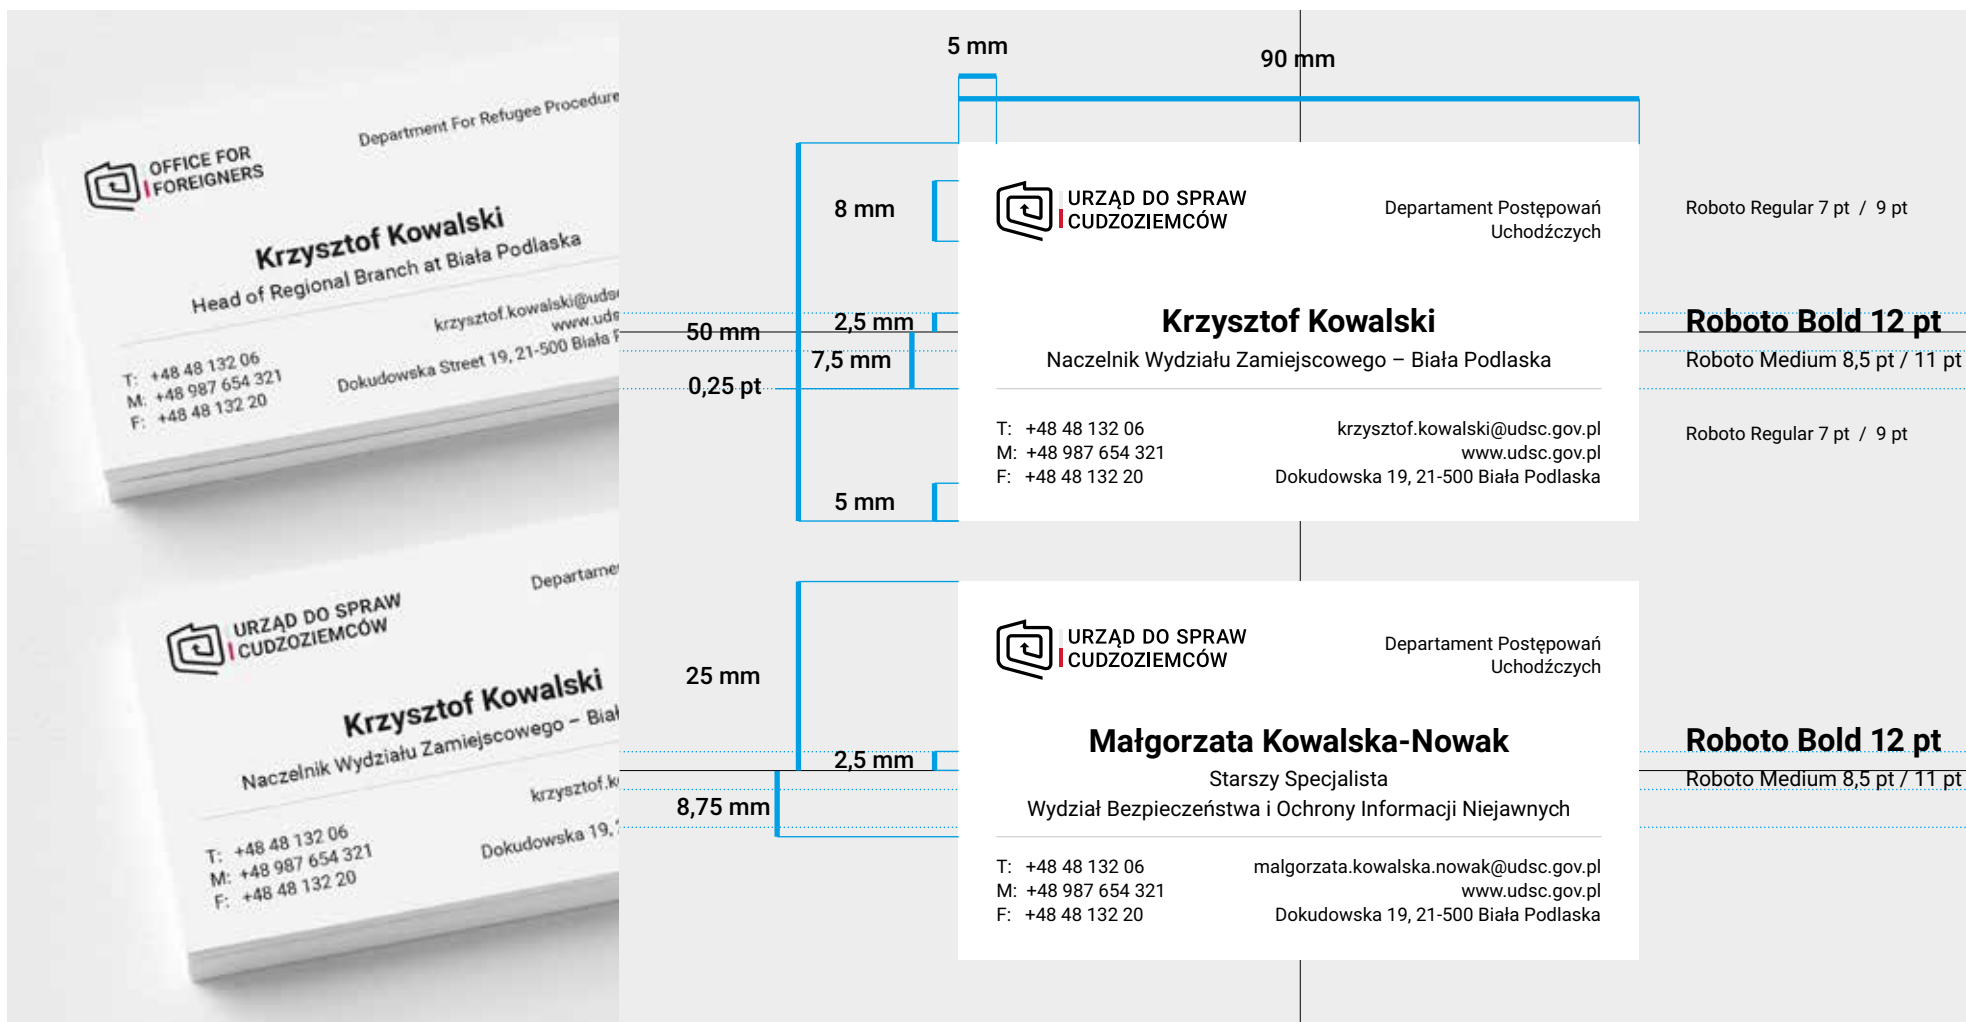 Department For Refugee Procedure
OFFICE FOR
FOREIGNERS
Krzysztof Kowalski
Head of Regional Branch at Biała Podlaska
krzysztof.kowalski@uds
www.uds
Dokudowska Street 19, 21-500 Biała
T: +48 48 132 06
M: +48 987 654 321
F: +48 48 132 20
Departame
URZĄD DO SPRAW
CUDZOZIEMCÓW
Krzysztof Kowalski
Naczelnik Wydziału Zamiejscowego – Biał
krzysztof.k
Dokudowska 19,
T: +48 48 132 06
M: +48 987 654 321
F: +48 48 132 20
5 mm
90 mm
8 mm
50 mm
2,5 mm
7,5 mm
0,25 pt
5 mm
URZĄD DO SPRAW
CUDZOZIEMCÓW
Departament Postępowań
Uchodźczych
Krzysztof Kowalski
Naczelnik Wydziału Zamiejscowego – Biała Podlaska
T: +48 48 132 06
M: +48 987 654 321
F: +48 48 132 20
krzysztof.kowalski@udsc.gov.pl
www.udsc.gov.pl
Dokudowska 19, 21-500 Biała Podlaska
Roboto Regular 7 pt / 9 pt
Roboto Bold 12 pt
Roboto Medium 8,5 pt / 11 pt
Roboto Regular 7 pt / 9 pt
25 mm
2,5 mm
8,75 mm
URZĄD DO SPRAW
CUDZOZIEMCÓW
Departament Postępowań
Uchodźczych
Małgorzata Kowalska-Nowak
Starszy Specjalista
Wydział Bezpieczeństwa i Ochrony Informacji Niejawnych
T: +48 48 132 06
M: +48 987 654 321
F: +48 48 132 20
malgorzata.kowalska.nowak@udsc.gov.pl
www.udsc.gov.pl
Dokudowska 19, 21-500 Biała Podlaska
Roboto Bold 12 pt
Roboto Medium 8,5 pt / 11 pt